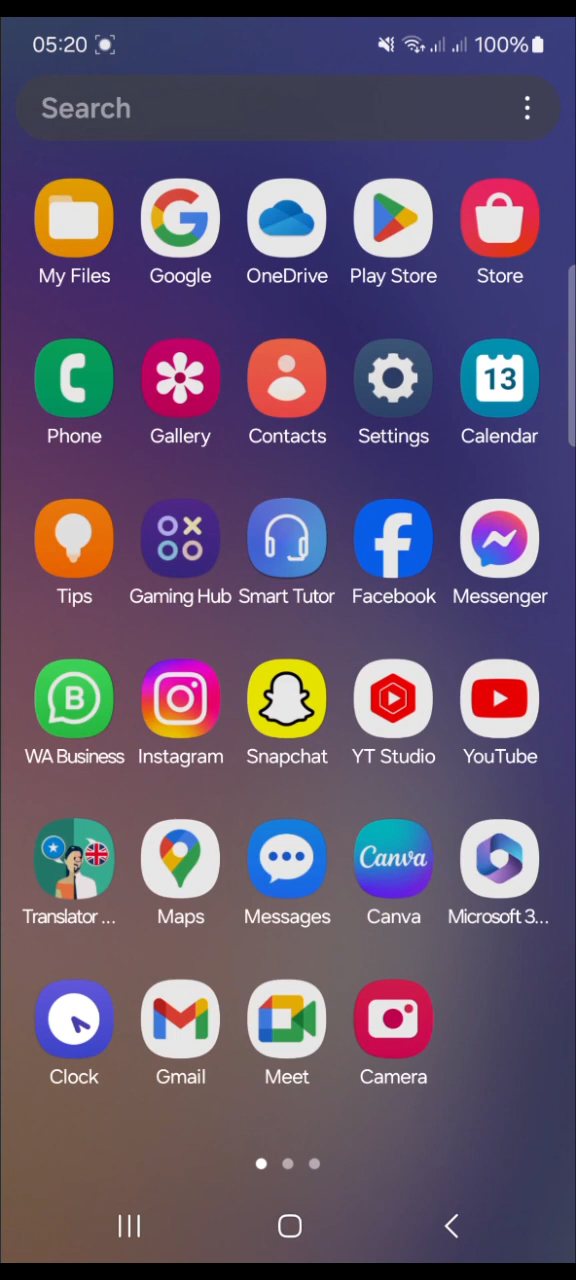 05:20 100%
Search
My Files Google OneDrive Play Store Store
13
Phone Gallery Contacts Settings Calendar
Tips Gaming Hub Smart Tutor Facebook Messenger
B
WA Business Instagram Snapchat YT Studio YouTube
Canva
Translator ... Maps Messages Canva Microsoft 3...
Clock Gmail Meet Camera